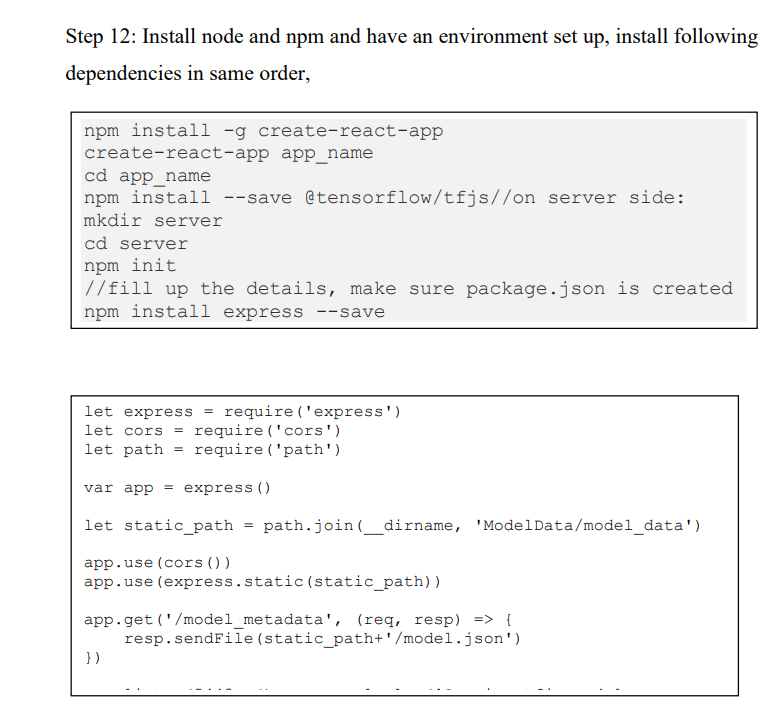 Step 12: Install node and npm and have an environment set up, install following
dependencies in same order,
npm install -g create-react-app
create-react-app app_name
cd app_name
npm install --save @tensorflow/tfjs//on server side:
mkdir server
cd server
npm init
//fill up the details, make sure package.json is created
npm install express --save
let express = require('express')
let cors = require('cors')
let path = require('path')
var app = express()
let static_path = path.join(__dirname, 'ModelData/model_data')
app.use(cors())
app.use(express.static(static_path))
app.get('/model_metadata', (req, resp) => {
    resp.sendFile(static_path+'/model.json')
})